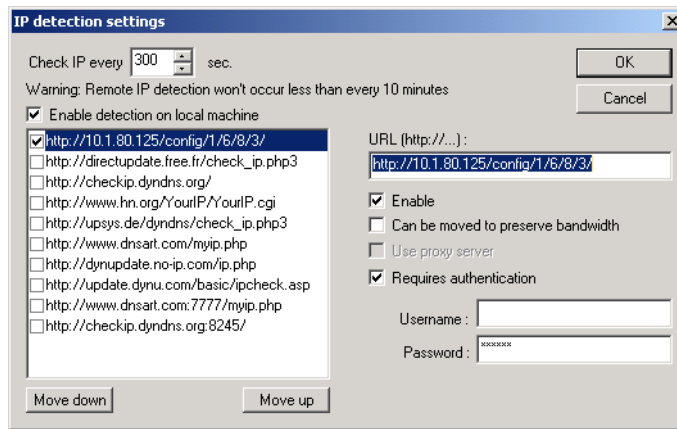 IP detection settings
Check IP every 300 sec.
Warning: Remote IP detection won't occur less than every 10 minutes
Enable detection on local machine
OK
Cancel
http://10.1.80.125/config/1/6/8/3/
http://directupdate.free.fr/check_ip.php3
http://checkip.dyndns.org/
http://www.hn.org/YourIP/YourIP.cgi
http://upsys.de/dyndns/check_ip.php3
http://www.dnsart.com/myip.php
http://dynupdate.no-ip.com/ip.php
http://update.dynu.com/basic/ipcheck.asp
http://www.dnsart.com:7777/myip.php
http://checkip.dyndns.org:8245/
Move down
Move up
URL (http://...) :
http://10.1.80.125/config/1/6/8/3/
Enable
Can be moved to preserve bandwidth
Use proxy server
Requires authentication
Username :
Password : xxxxxx